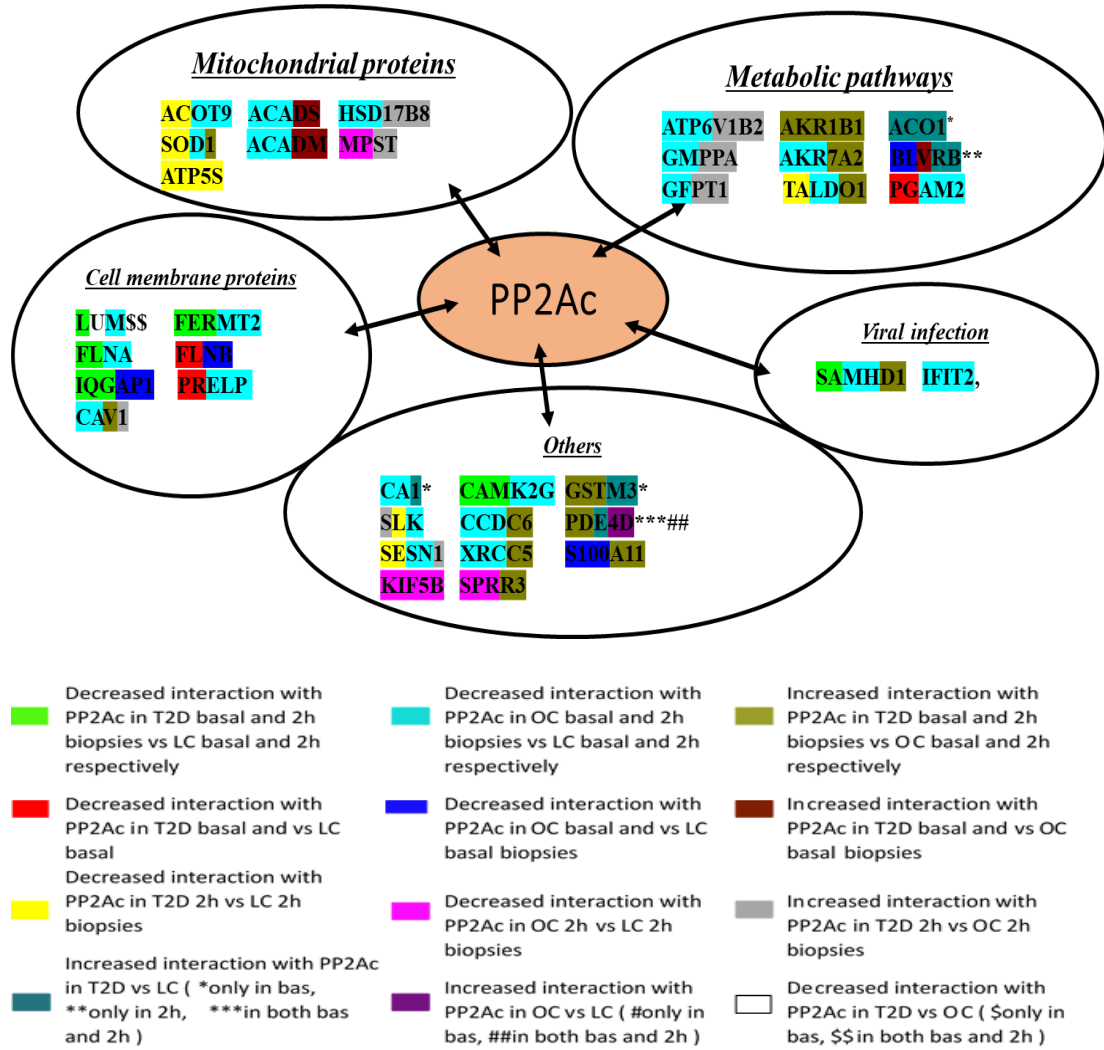 Mitochondrial proteins
ACOT9 ACADS HSD17B8
SOD1 ACADM MPST
ATP5S
Metabolic pathways
ATP6V1B2 AKR1B1 ACO1*
GMPPA AKR7A2 BLVRB**
GFPT1 TALDO1 PGAM2
PP2Ac
Cell membrane proteins
LUM$$ FERMT2
FLNA FLNB
IQGAP1 PRELP
CAV1
Viral infection
SAMHD1 IFIT2,
Others
CA1* CAMK2G GSTM3*
SLK CCDC6 PDE4D***##
SESN1 XRCC5 S100A11
KIF5B SPRR3
Decreased interaction with
PP2Ac in T2D basal and 2h
biopsies vs LC basal and 2h
respectively
Decreased interaction with
PP2Ac in OC basal and 2h
biopsies vs LC basal and 2h
respectively
Increased interaction with
PP2Ac in T2D basal and 2h
biopsies vs OC basal and 2h
respectively
Decreased interaction with
PP2Ac in T2D basal and vs LC
basal
Decreased interaction with
PP2Ac in OC basal and vs LC
basal biopsies
Increased interaction with
PP2Ac in T2D basal and vs OC
basal biopsies
Decreased interaction with
PP2Ac in T2D 2h vs LC 2h
biopsies
Decreased interaction with
PP2Ac in OC 2h vs LC 2h
biopsies
Increased interaction with
PP2Ac in T2D 2h vs OC 2h
biopsies
Increased interaction with PP2Ac
in T2D vs LC ( *only in bas,
**only in 2h, ***in both bas
and 2h )
Increased interaction with
PP2Ac in OC vs LC ( #only in
bas, ##in both bas and 2h )
Decreased interaction with
PP2Ac in T2D vs OC ( $only in
bas, $$in both bas and 2h )